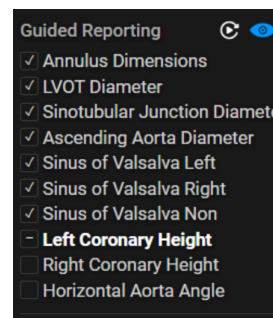 Guided Reporting
Annulus Dimensions
LVOT Diameter
Sinotubular Junction Diamet
Ascending Aorta Diameter
Sinus of Valsalva Left
Sinus of Valsalva Right
Sinus of Valsalva Non
Left Coronary Height
Right Coronary Height
Horizontal Aorta Angle